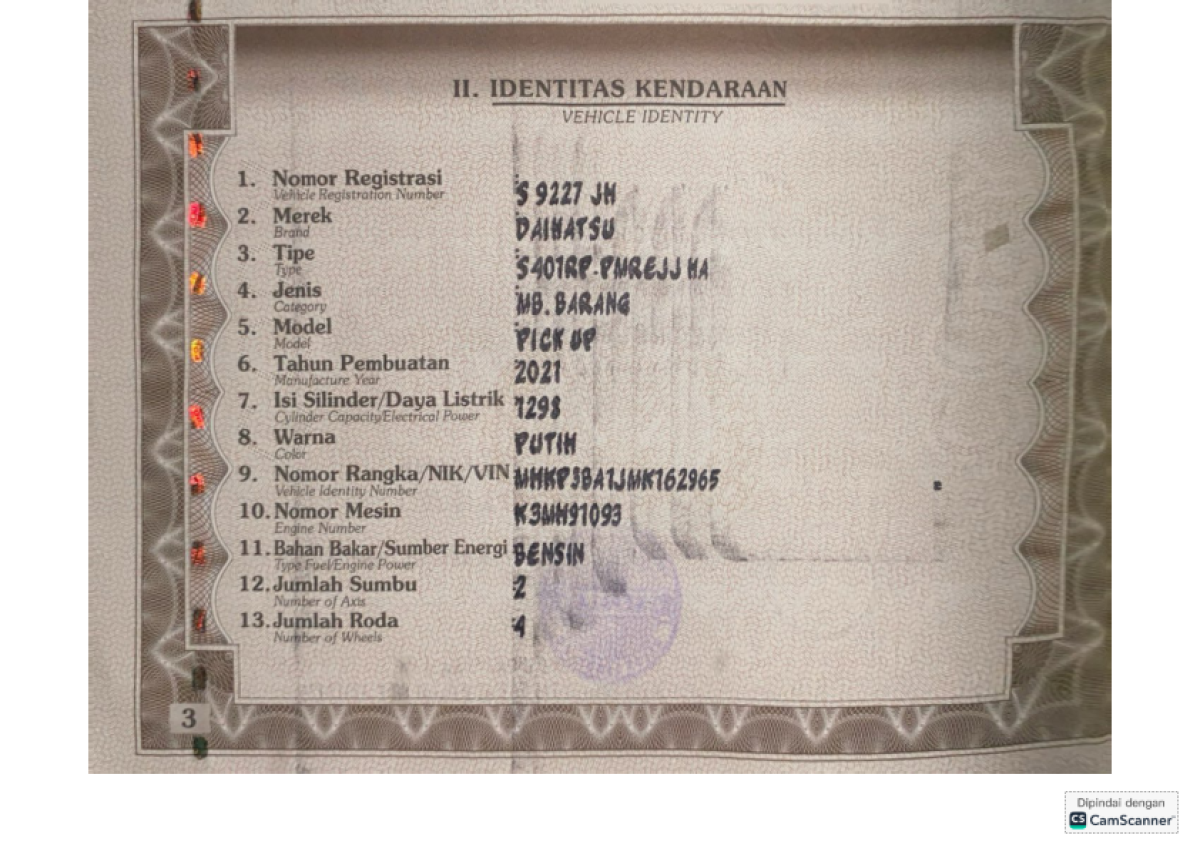 II. IDENTITAS KENDARAAN
VEHICLE IDENTITY
1. Nomor Registrasi S 9227 JH
Vehicle Registration Number
2. Merek DAIHATSU
Brand
3. Tipe S401RP-PMREJJ HA
Type
4. Jenis MB. BARANG
Category
5. Model PICK UP
Model
6. Tahun Pembuatan 2021
Manufacture Year
7. Isi Silinder/Daya Listrik 1298
Cylinder Capacity/Electrical Power
8. Warna PUTIH
Color
9. Nomor Rangka/NIK/VIN MHKP3BA1JMK162965
Vehicle Identity Number
10. Nomor Mesin K3MH91093
Engine Number
11. Bahan Bakar/Sumber Energi BENSIN
Type Fuel/Engine Power
12. Jumlah Sumbu 2
Number of Axis
13. Jumlah Roda 4
Number of Wheels
3
Dipindai dengan
CS CamScanner